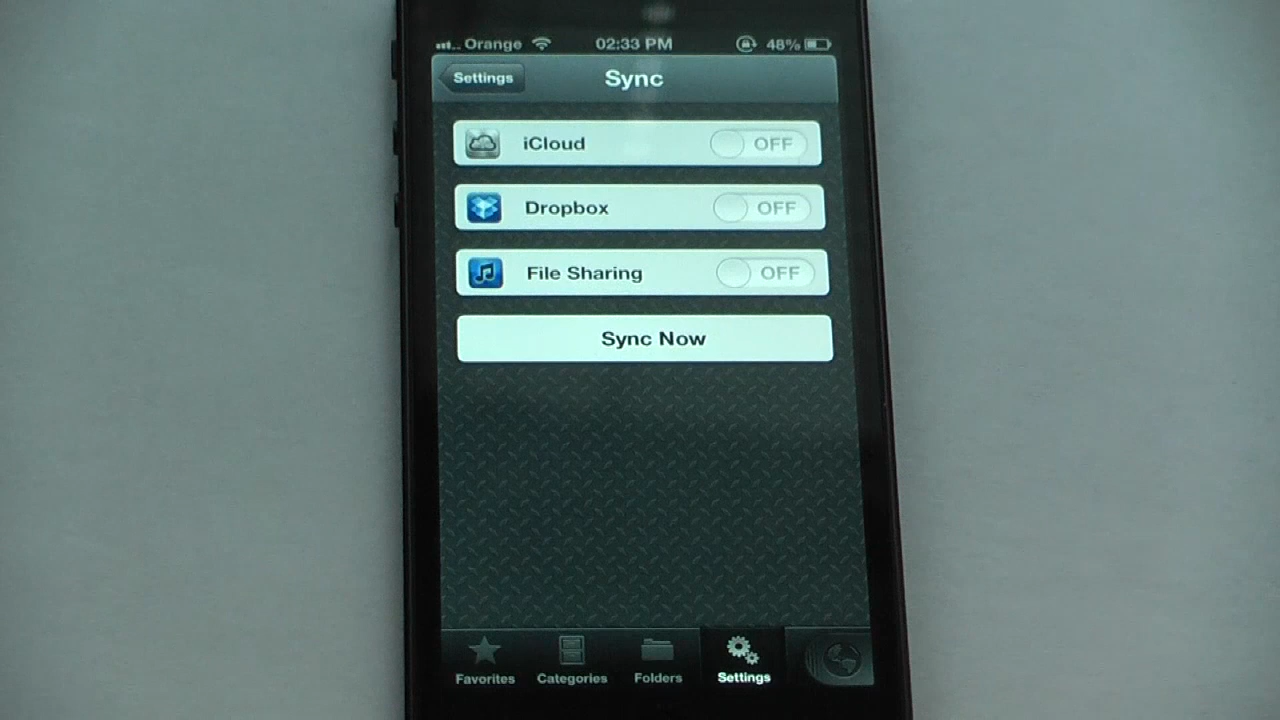 Orange 02:33 PM 48%
Settings Sync
iCloud OFF
Dropbox OFF
File Sharing OFF
Sync Now
Favorites Categories Folders Settings